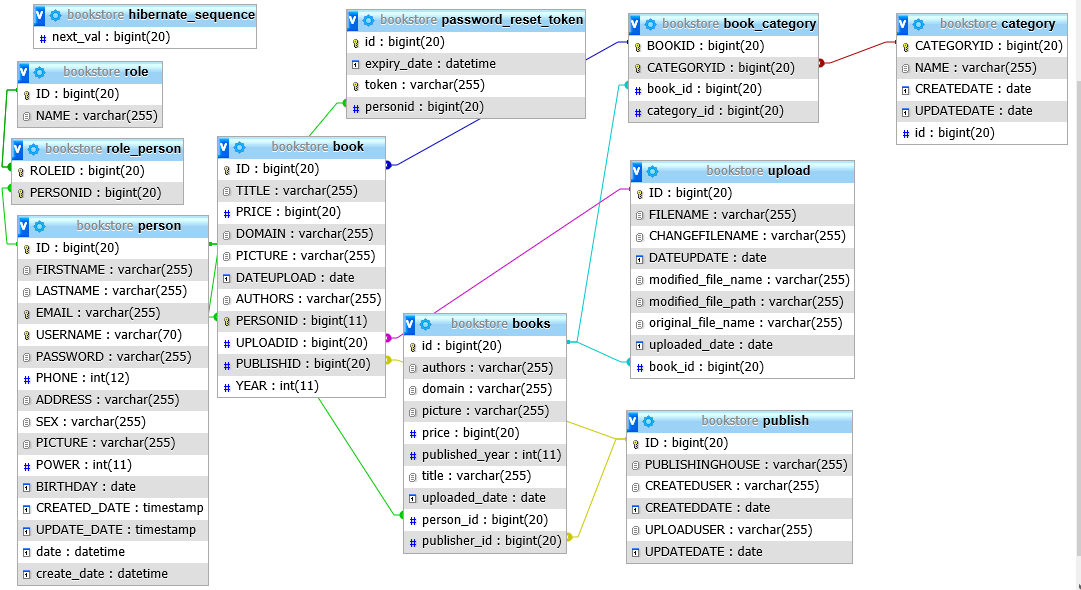 bookstore hibernate_sequence
next_val : bigint(20)
bookstore role
ID : bigint(20)
NAME : varchar(255)
bookstore role_person
ROLEID : bigint(20)
PERSONID : bigint(20)
bookstore person
ID : bigint(20)
FIRSTNAME : varchar(255)
LASTNAME : varchar(255)
EMAIL : varchar(255)
USERNAME : varchar(70)
PASSWORD : varchar(255)
PHONE : int(12)
ADDRESS : varchar(255)
SEX : varchar(255)
PICTURE : varchar(255)
POWER : int(11)
BIRTHDAY : date
CREATED_DATE : timestamp
UPDATE_DATE : timestamp
date : datetime
create_date : datetime
bookstore book
ID : bigint(20)
TITLE : varchar(255)
PRICE : bigint(20)
DOMAIN : varchar(255)
PICTURE : varchar(255)
DATEUPLOAD : date
AUTHORS : varchar(255)
PERSONID : bigint(11)
UPLOADID : bigint(20)
PUBLISHID : bigint(20)
YEAR : int(11)
bookstore password_reset_token
id : bigint(20)
expiry_date : datetime
token : varchar(255)
personid : bigint(20)
bookstore books
id : bigint(20)
authors : varchar(255)
domain : varchar(255)
picture : varchar(255)
price : bigint(20)
published_year : int(11)
title : varchar(255)
uploaded_date : date
person_id : bigint(20)
publisher_id : bigint(20)
bookstore book_category
BOOKID : bigint(20)
CATEGORYID : bigint(20)
book_id : bigint(20)
category_id : bigint(20)
bookstore category
CATEGORYID : bigint(20)
NAME : varchar(255)
CREATEDATE : date
UPDATEDATE : date
id : bigint(20)
bookstore upload
ID : bigint(20)
FILENAME : varchar(255)
CHANGEFILENAME : varchar(255)
DATEUPDATE : date
modified_file_name : varchar(255)
modified_file_path : varchar(255)
original_file_name : varchar(255)
uploaded_date : date
book_id : bigint(20)
bookstore publish
ID : bigint(20)
PUBLISHINGHOUSE : varchar(255)
CREATEDUSER : varchar(255)
CREATEDDATE : date
UPLOADUSER : varchar(255)
UPDATEDATE : date